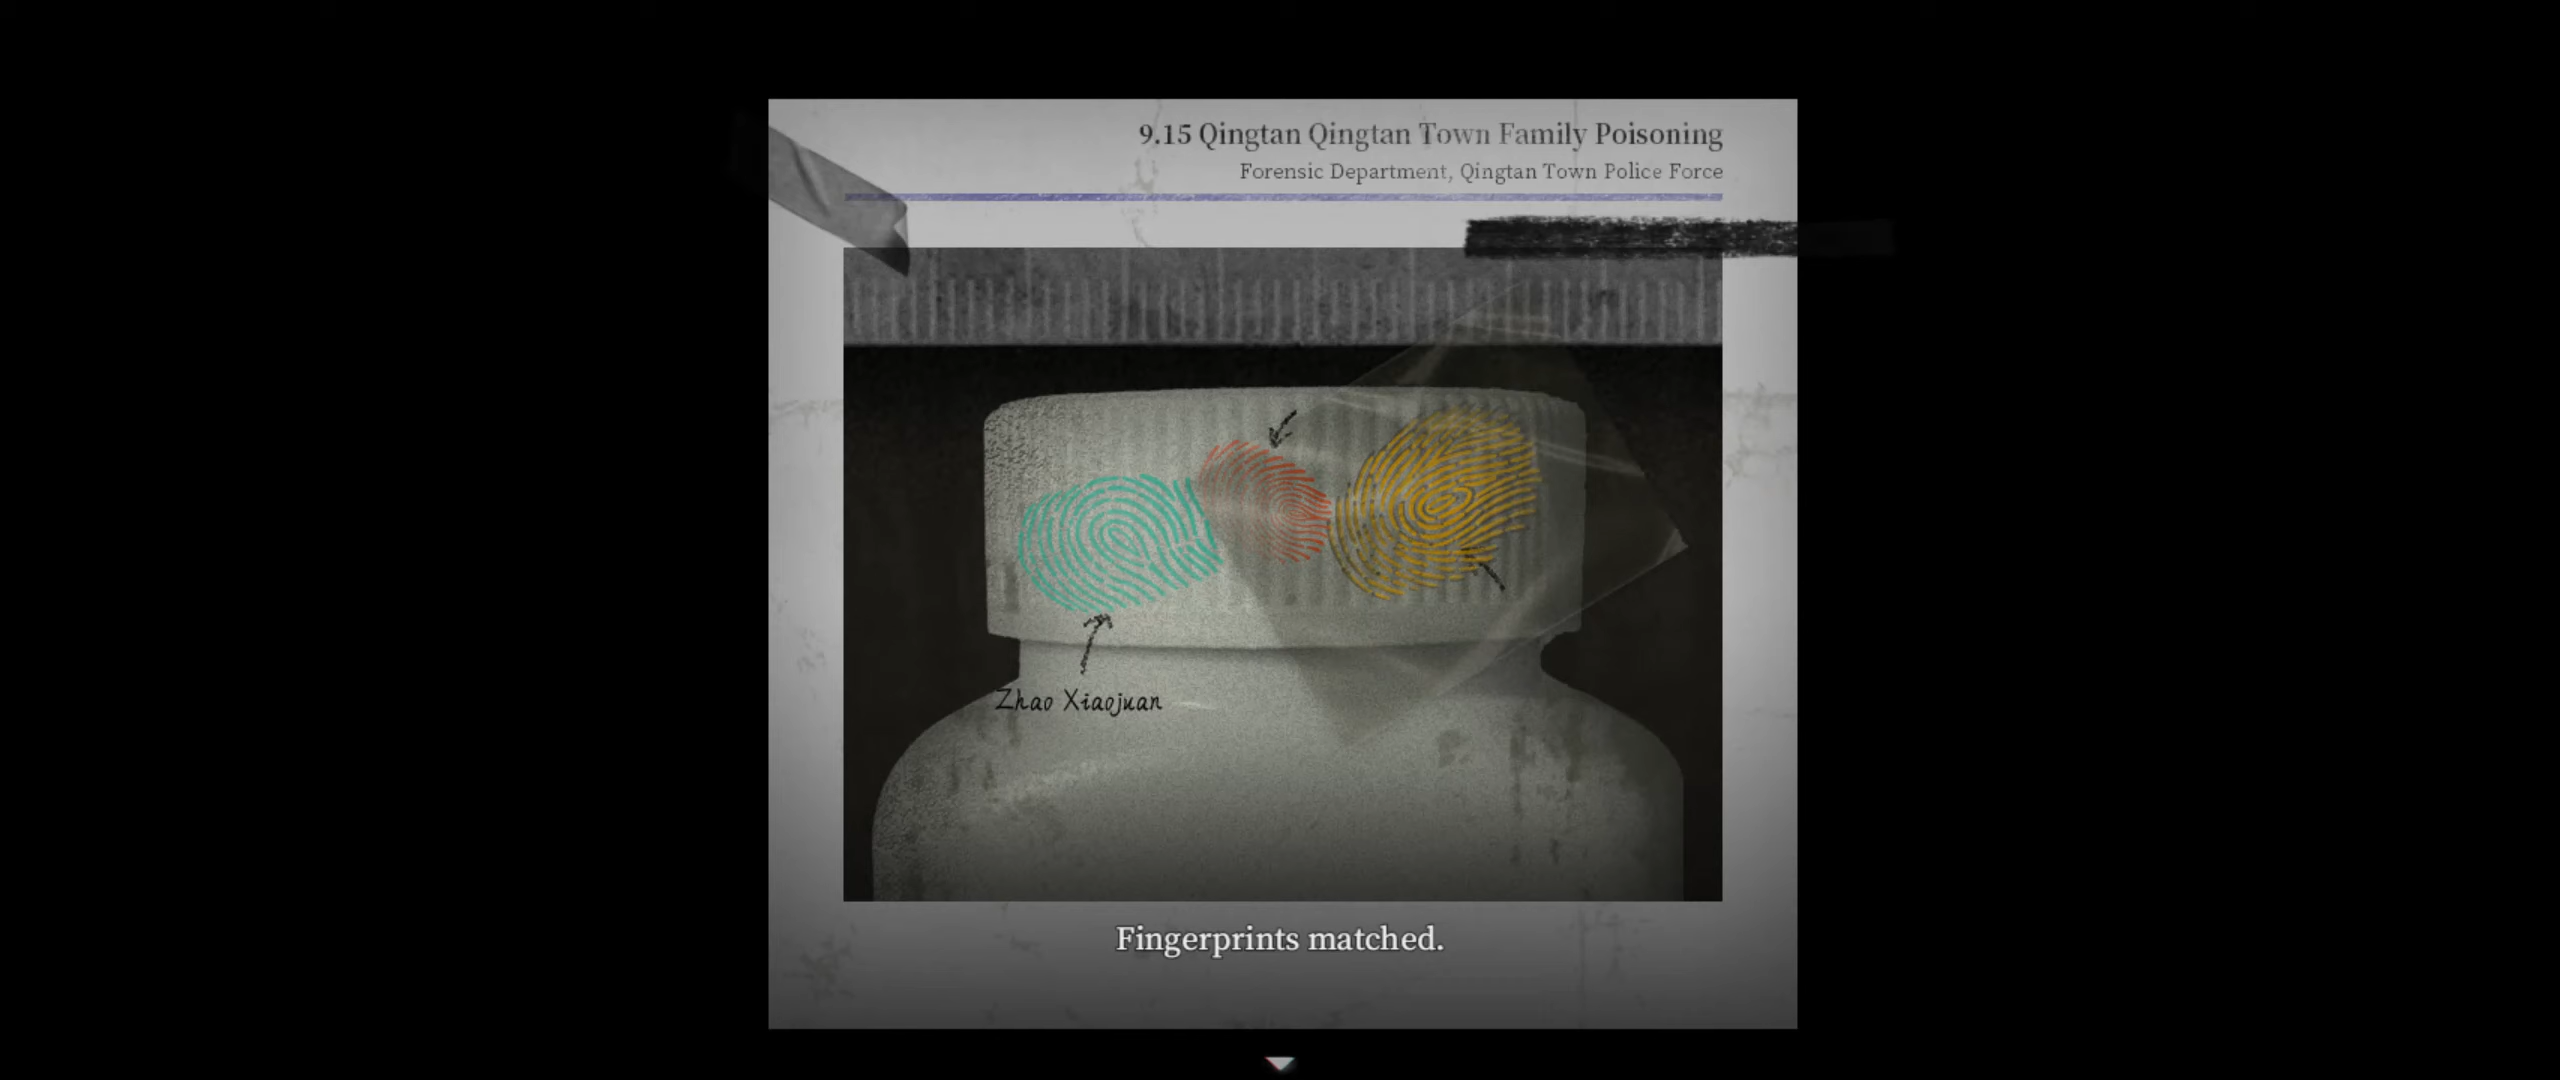 9.15 Qingtan Qingtan Town Family Poisoning
Forensic Department, Qingtan Town Police Force
Zhao Xiaojuan
Fingerprints matched.